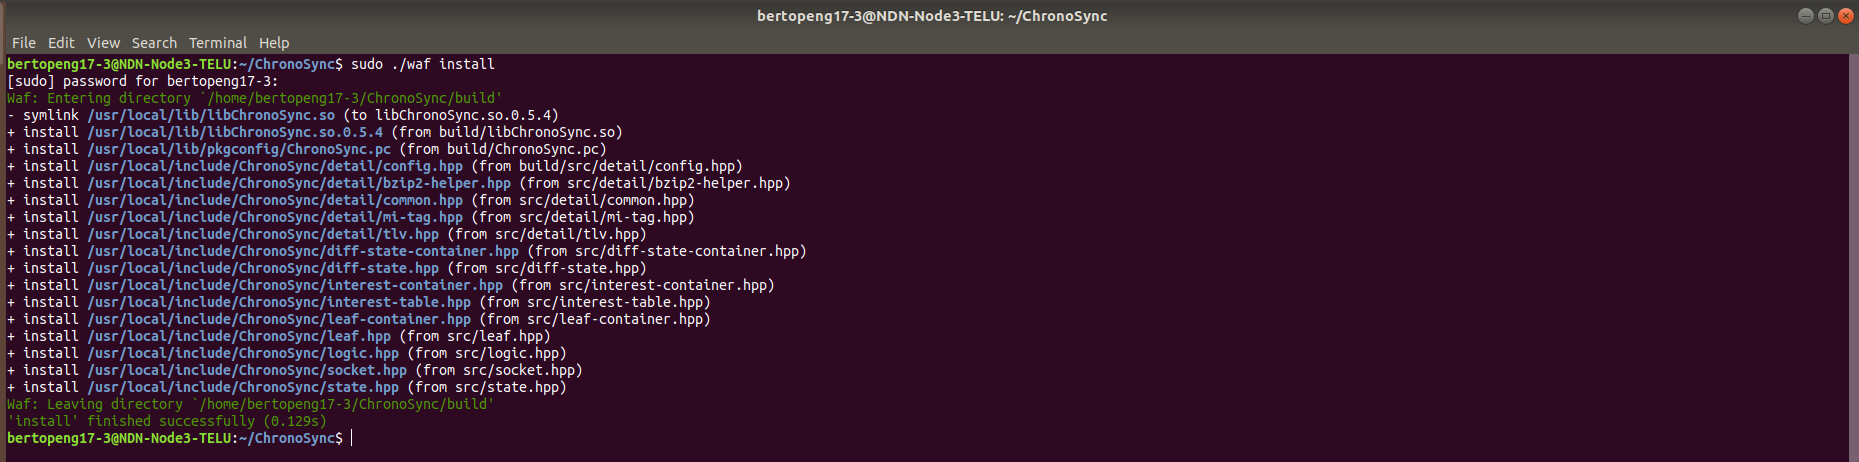 bertopeng17-3@NDN-Node3-TELU: ~/ChronoSync
File Edit View Search Terminal Help
bertopeng17-3@NDN-Node3-TELU:~/ChronoSync$ sudo ./waf install
[sudo] password for bertopeng17-3:
Waf: Entering directory `/home/bertopeng17-3/ChronoSync/build'
- symlink /usr/local/lib/libChronoSync.so (to libChronoSync.so.0.5.4)
+ install /usr/local/lib/libChronoSync.so.0.5.4 (from build/libChronoSync.so)
+ install /usr/local/lib/pkgconfig/ChronoSync.pc (from build/ChronoSync.pc)
+ install /usr/local/include/ChronoSync/detail/config.hpp (from build/src/detail/config.hpp)
+ install /usr/local/include/ChronoSync/detail/bzip2-helper.hpp (from src/detail/bzip2-helper.hpp)
+ install /usr/local/include/ChronoSync/detail/common.hpp (from src/detail/common.hpp)
+ install /usr/local/include/ChronoSync/detail/mi-tag.hpp (from src/detail/mi-tag.hpp)
+ install /usr/local/include/ChronoSync/detail/tlv.hpp (from src/detail/tlv.hpp)
+ install /usr/local/include/ChronoSync/diff-state-container.hpp (from src/diff-state-container.hpp)
+ install /usr/local/include/ChronoSync/diff-state.hpp (from src/diff-state.hpp)
+ install /usr/local/include/ChronoSync/interest-container.hpp (from src/interest-container.hpp)
+ install /usr/local/include/ChronoSync/interest-table.hpp (from src/interest-table.hpp)
+ install /usr/local/include/ChronoSync/leaf-container.hpp (from src/leaf-container.hpp)
+ install /usr/local/include/ChronoSync/leaf.hpp (from src/leaf.hpp)
+ install /usr/local/include/ChronoSync/logic.hpp (from src/logic.hpp)
+ install /usr/local/include/ChronoSync/socket.hpp (from src/socket.hpp)
+ install /usr/local/include/ChronoSync/state.hpp (from src/state.hpp)
Waf: Leaving directory `/home/bertopeng17-3/ChronoSync/build'
'install' finished successfully (0.129s)
bertopeng17-3@NDN-Node3-TELU:~/ChronoSync$